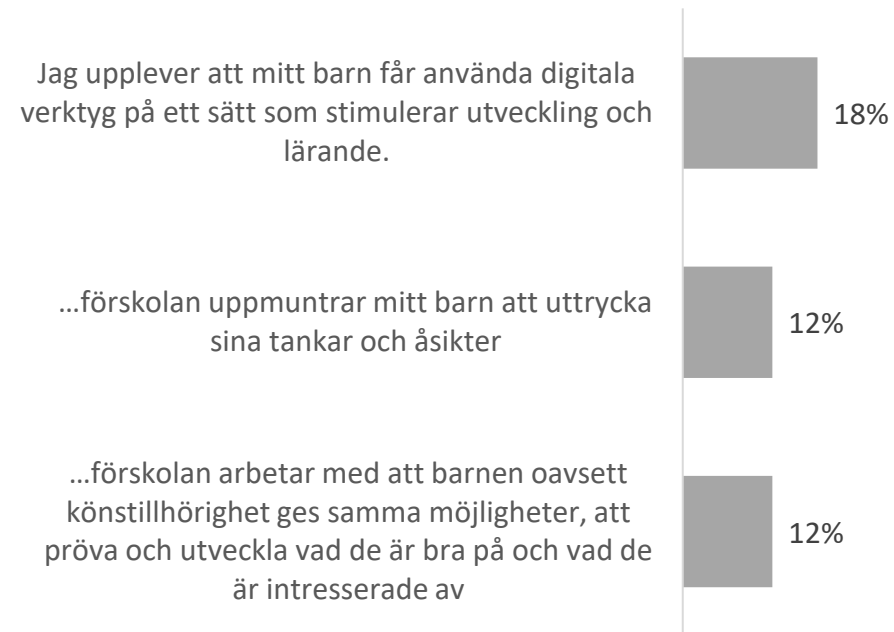 Jag upplever att mitt barn får använda digitala
verktyg på ett sätt som stimulerar utveckling och
lärande.
18%
…förskolan uppmuntrar mitt barn att uttrycka
sina tankar och åsikter
12%
…förskolan arbetar med att barnen oavsett
könstillhörighet ges samma möjligheter, att
pröva och utveckla vad de är bra på och vad de
är intresserade av
12%